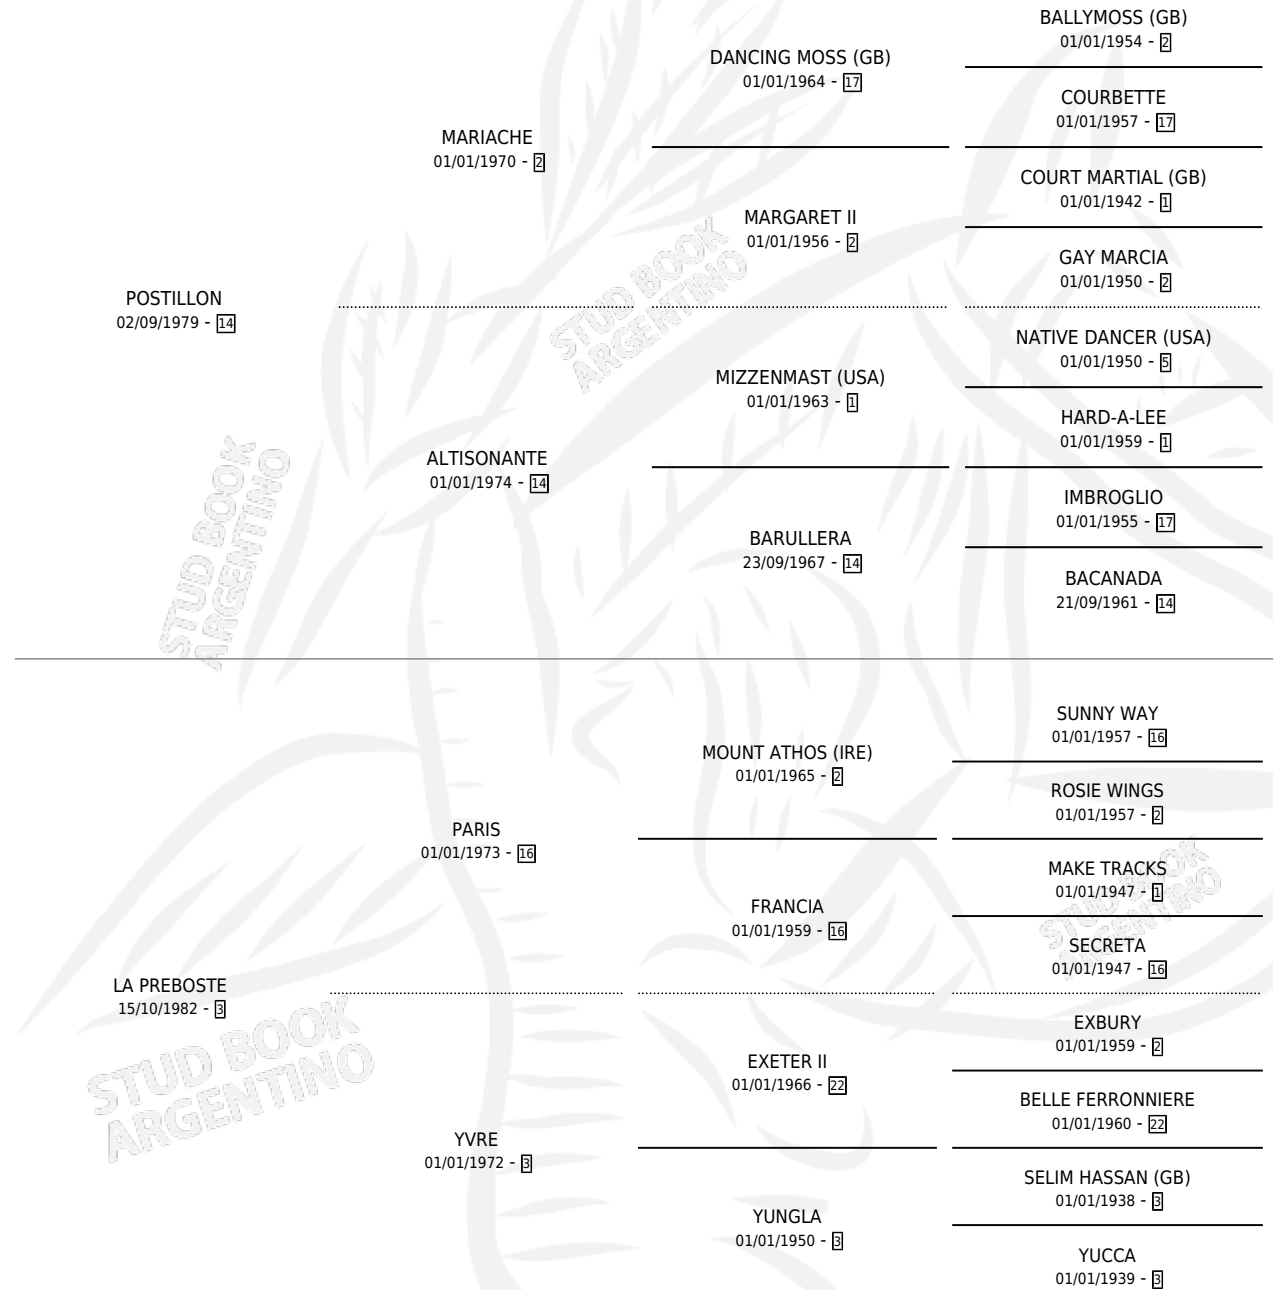 BALLYMOSS (GB)
01/01/1954 - 2
DANCING MOSS (GB)
01/01/1964 - 17
COURBETTE
01/01/1957 - 17
MARIACHE
01/01/1970 - 2
COURT MARTIAL (GB)
01/01/1942 - 1
MARGARET II
01/01/1956 - 2
GAY MARCIA
01/01/1950 - 2
POSTILLON
02/09/1979 - 14
NATIVE DANCER (USA)
01/01/1950 - 5
MIZZENMAST (USA)
01/01/1963 - 1
HARD-A-LEE
01/01/1959 - 1
ALTISONANTE
01/01/1974 - 14
IMBROGLIO
01/01/1955 - 17
BARULLERA
23/09/1967 - 14
BACANADA
21/09/1961 - 14
SUNNY WAY
01/01/1957 - 16
MOUNT ATHOS (IRE)
01/01/1965 - 2
ROSIE WINGS
01/01/1957 - 2
PARIS
01/01/1973 - 16
MAKE TRACKS
01/01/1947 - 1
FRANCIA
01/01/1959 - 16
SECRETA
01/01/1947 - 16
LA PREBOSTE
15/10/1982 - 3
EXBURY
01/01/1959 - 2
EXETER II
01/01/1966 - 22
BELLE FERRONNIERE
01/01/1960 - 22
YVRE
01/01/1972 - 3
SELIM HASSAN (GB)
01/01/1938 - 3
YUNGLA
01/01/1950 - 3
YUCCA
01/01/1939 - 3
STUD BOOK
ARGENTINO
STUD BOOK
ARGENTINO
STUD BOOK
ARGENTINO
STUD BOOK
ARGENTINO